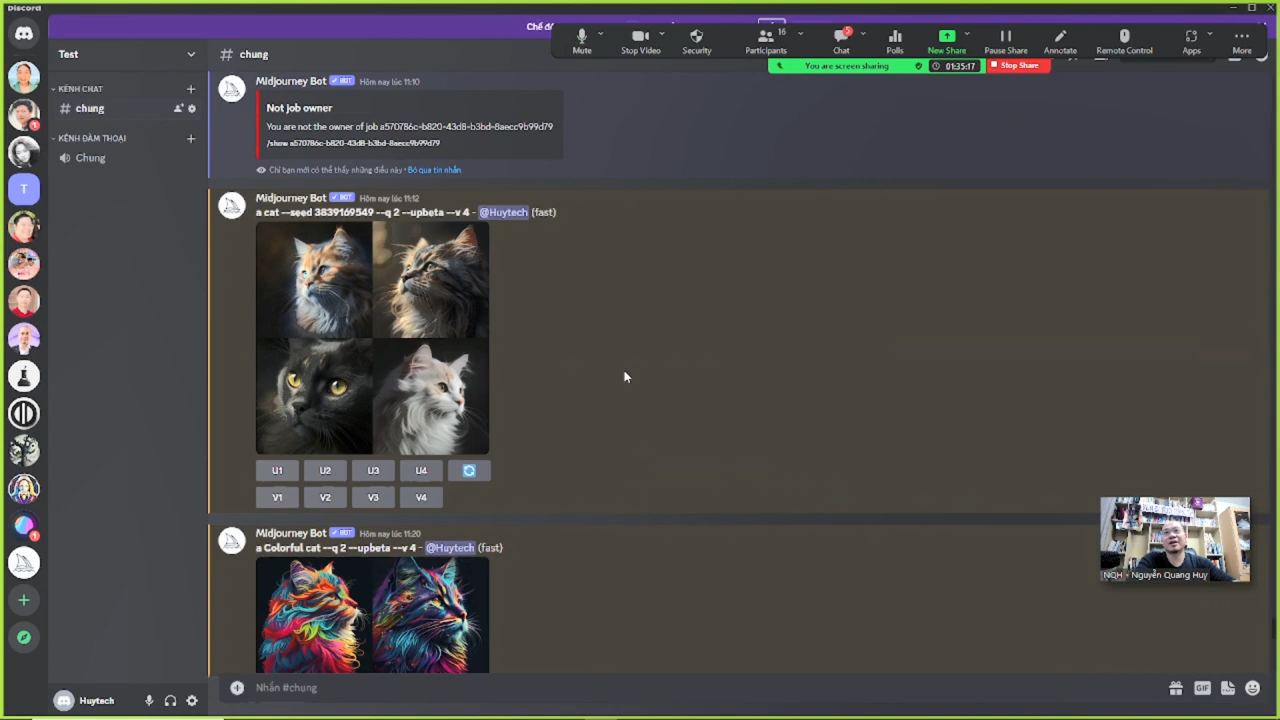 Discord
Chế đ
Test
# chung
Mute
Stop Video
Security
Participants
16
Chat
5
Polls
New Share
Pause Share
Annotate
Remote Control
Apps
More
You are screen sharing
01:35:17
Stop Share
KÊNH CHAT
# chung
KÊNH ĐÀM THOẠI
Chung
Midjourney Bot BOT Hôm nay lúc 11:10
Not job owner
You are not the owner of job a570786c-b820-43d8-b3bd-8aecc9b99d79
/show a570786c-b820-43d8-b3bd-8aecc9b99d79
Chỉ bạn mới có thể thấy những điều này • Bỏ qua tin nhắn
Midjourney Bot BOT Hôm nay lúc 11:12
a cat --seed 3839169549 --q 2 --upbeta --v 4 - @Huytech (fast)
U1 U2 U3 U4
V1 V2 V3 V4
Midjourney Bot BOT Hôm nay lúc 11:20
a Colorful cat --q 2 --upbeta --v 4 - @Huytech (fast)
NQH - Nguyễn Quang Huy
T
1
1
Huytech
Nhắn #chung
GIF